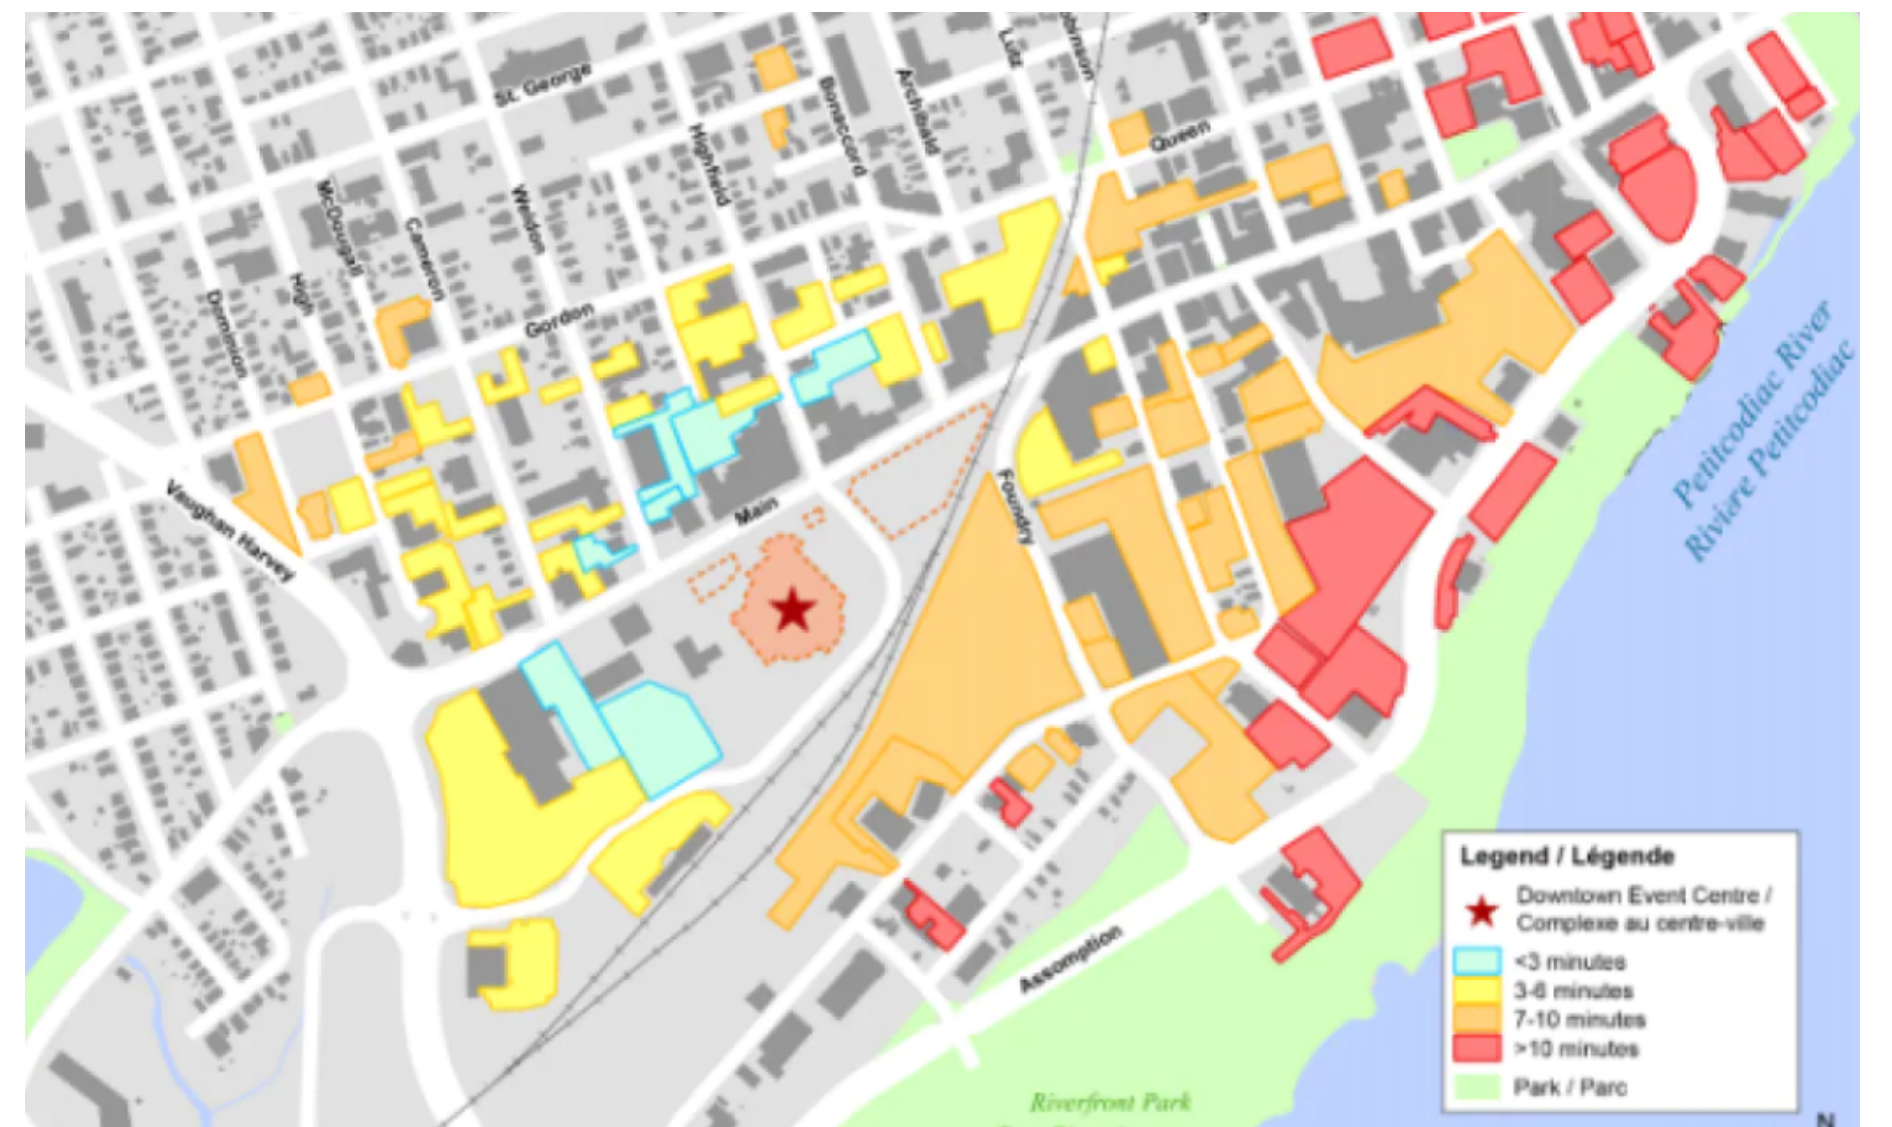 St. George
Lutz
Queen
Bonaccord
Archibald
Highfield
McDougall
Cameron
Weldon
Dominion
High
Gordon
Petitcodiac River
Rivière Petitcodiac
Vaughan Harvey
Main
Foundry
Assomption
Legend / Légende
Downtown Event Centre /
Complexe au centre-ville
<3 minutes
3-6 minutes
7-10 minutes
>10 minutes
Park / Parc
Riverfront Park
N